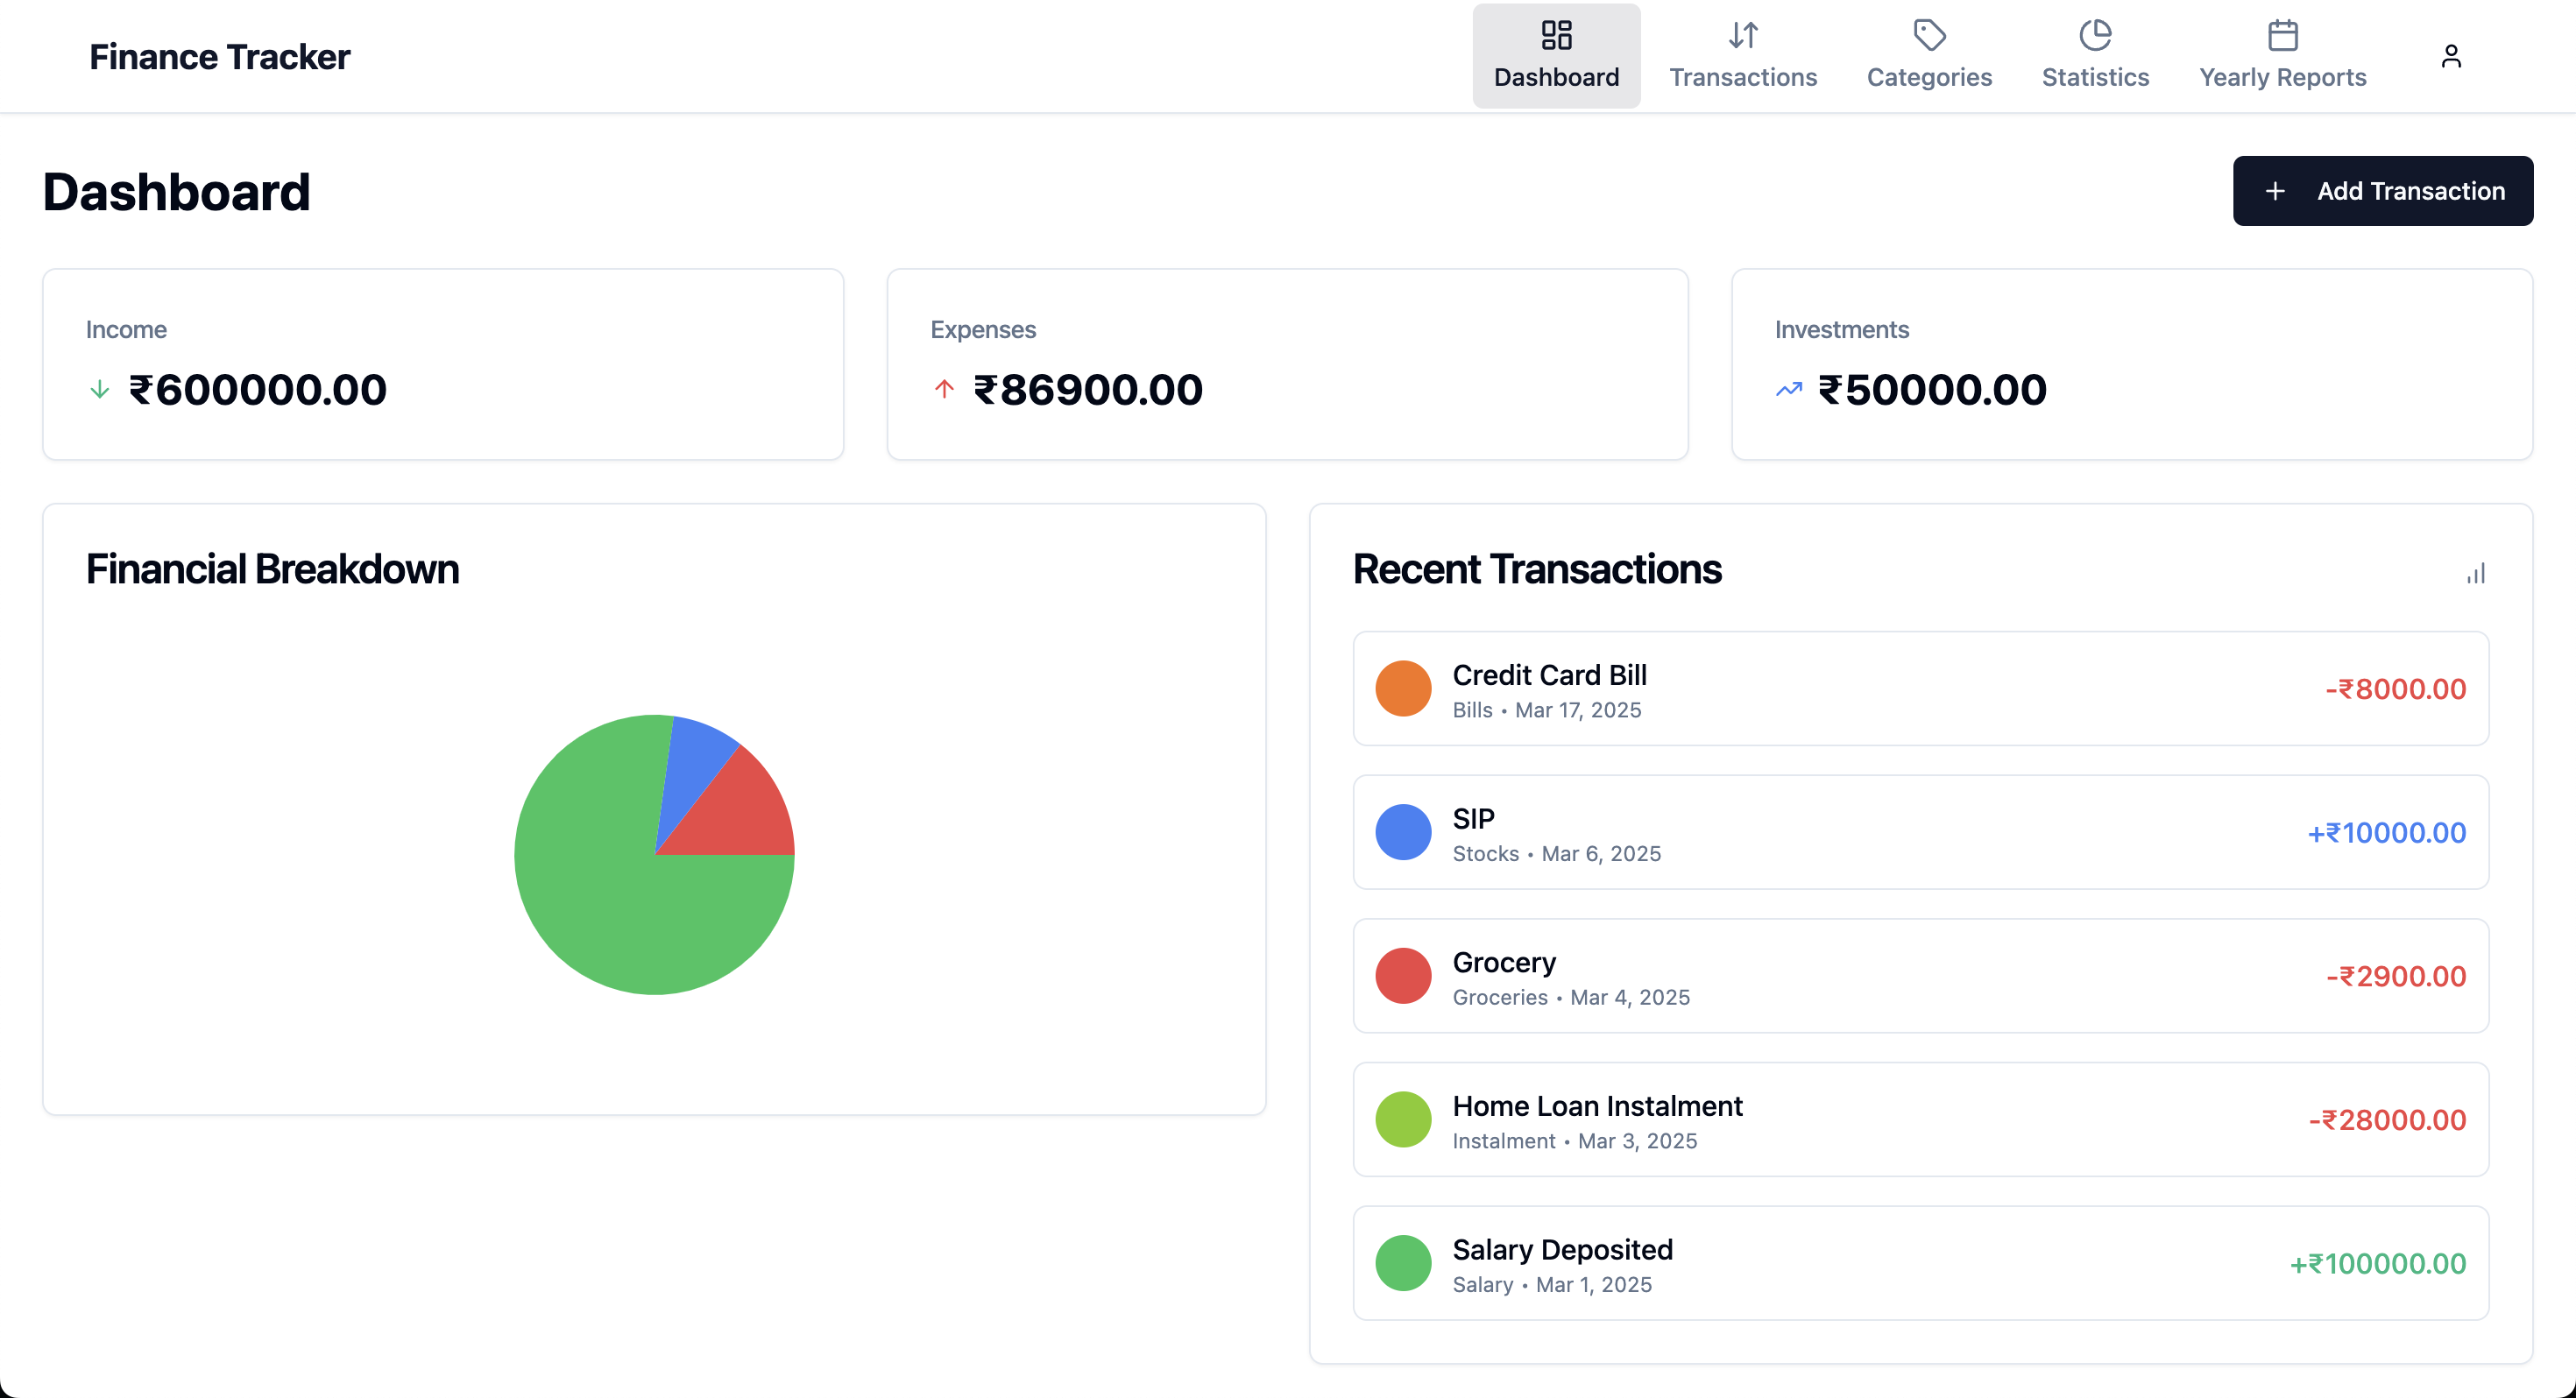 Finance Tracker
Dashboard
Transactions
Categories
Statistics
Yearly Reports
Dashboard
+ Add Transaction
Income
₹600000.00
Expenses
₹86900.00
Investments
₹50000.00
Financial Breakdown
Recent Transactions
Credit Card Bill
Bills • Mar 17, 2025
-₹8000.00
SIP
Stocks • Mar 6, 2025
+₹10000.00
Grocery
Groceries • Mar 4, 2025
-₹2900.00
Home Loan Instalment
Instalment • Mar 3, 2025
-₹28000.00
Salary Deposited
Salary • Mar 1, 2025
+₹100000.00